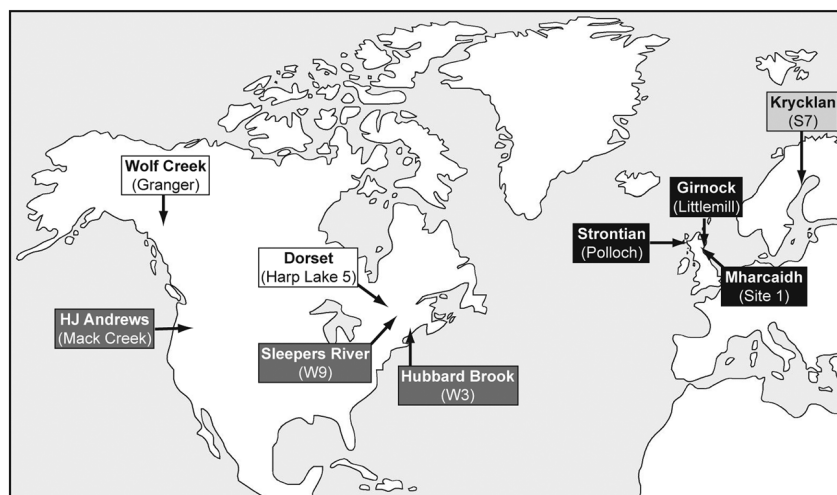 Krycklan
(S7)
Wolf Creek
(Granger)
Girnock
(Littlemill)
Strontian
(Polloch)
Dorset
(Harp Lake 5)
Mharcaidh
(Site 1)
HJ Andrews
(Mack Creek)
Sleepers River
(W9)
Hubbard Brook
(W3)